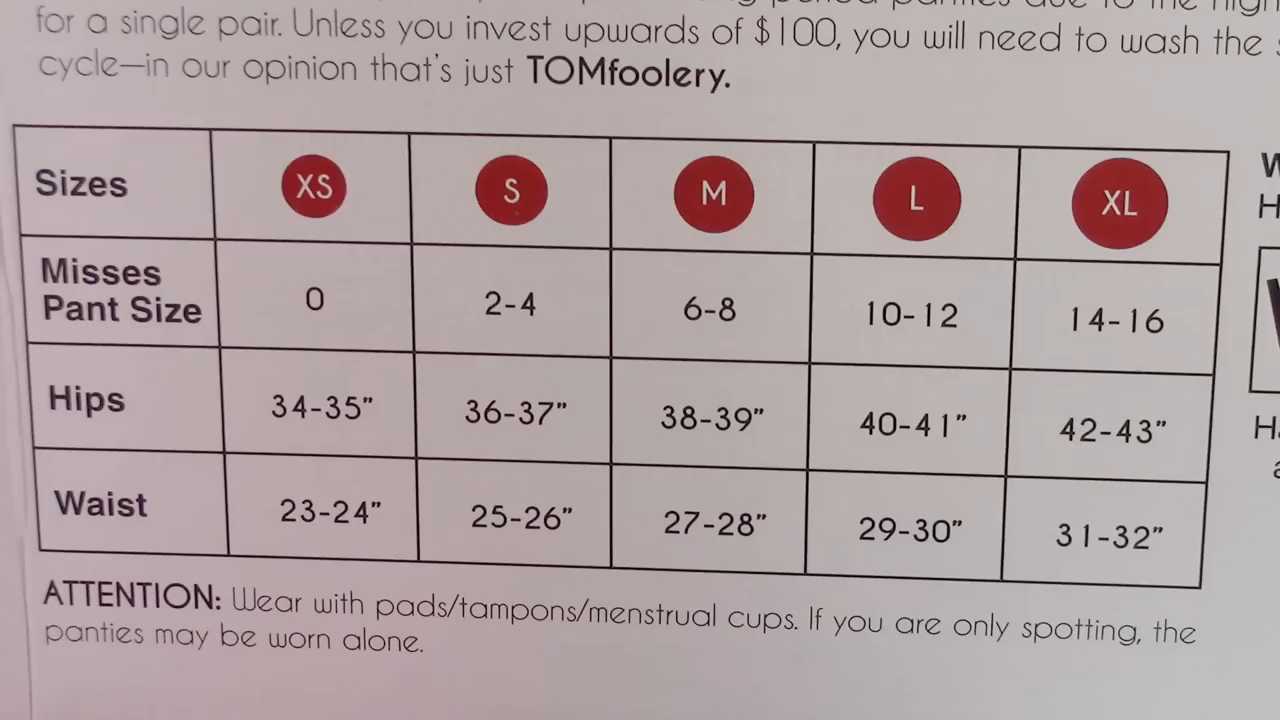 for a single pair. Unless you invest upwards of $100, you will need to wash the
cycle—in our opinion that's just TOMfoolery.
Sizes XS S M L XL
Misses Pant Size 0 2-4 6-8 10-12 14-16
Hips 34-35" 36-37" 38-39" 40-41" 42-43"
Waist 23-24" 25-26" 27-28" 29-30" 31-32"
ATTENTION: Wear with pads/tampons/menstrual cups. If you are only spotting, the
panties may be worn alone.